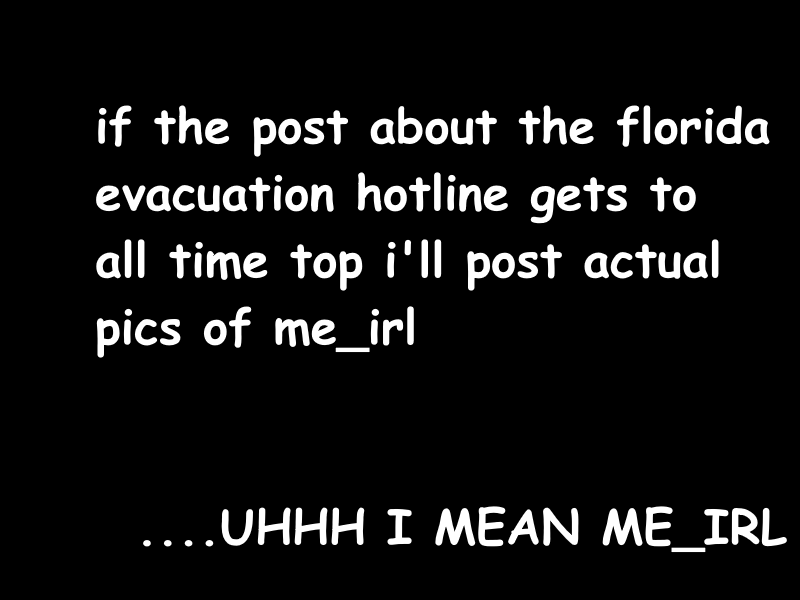 if the post about the florida
evacuation hotline gets to
all time top i'll post actual
pics of me_irl
....UHHH I MEAN ME_IRL